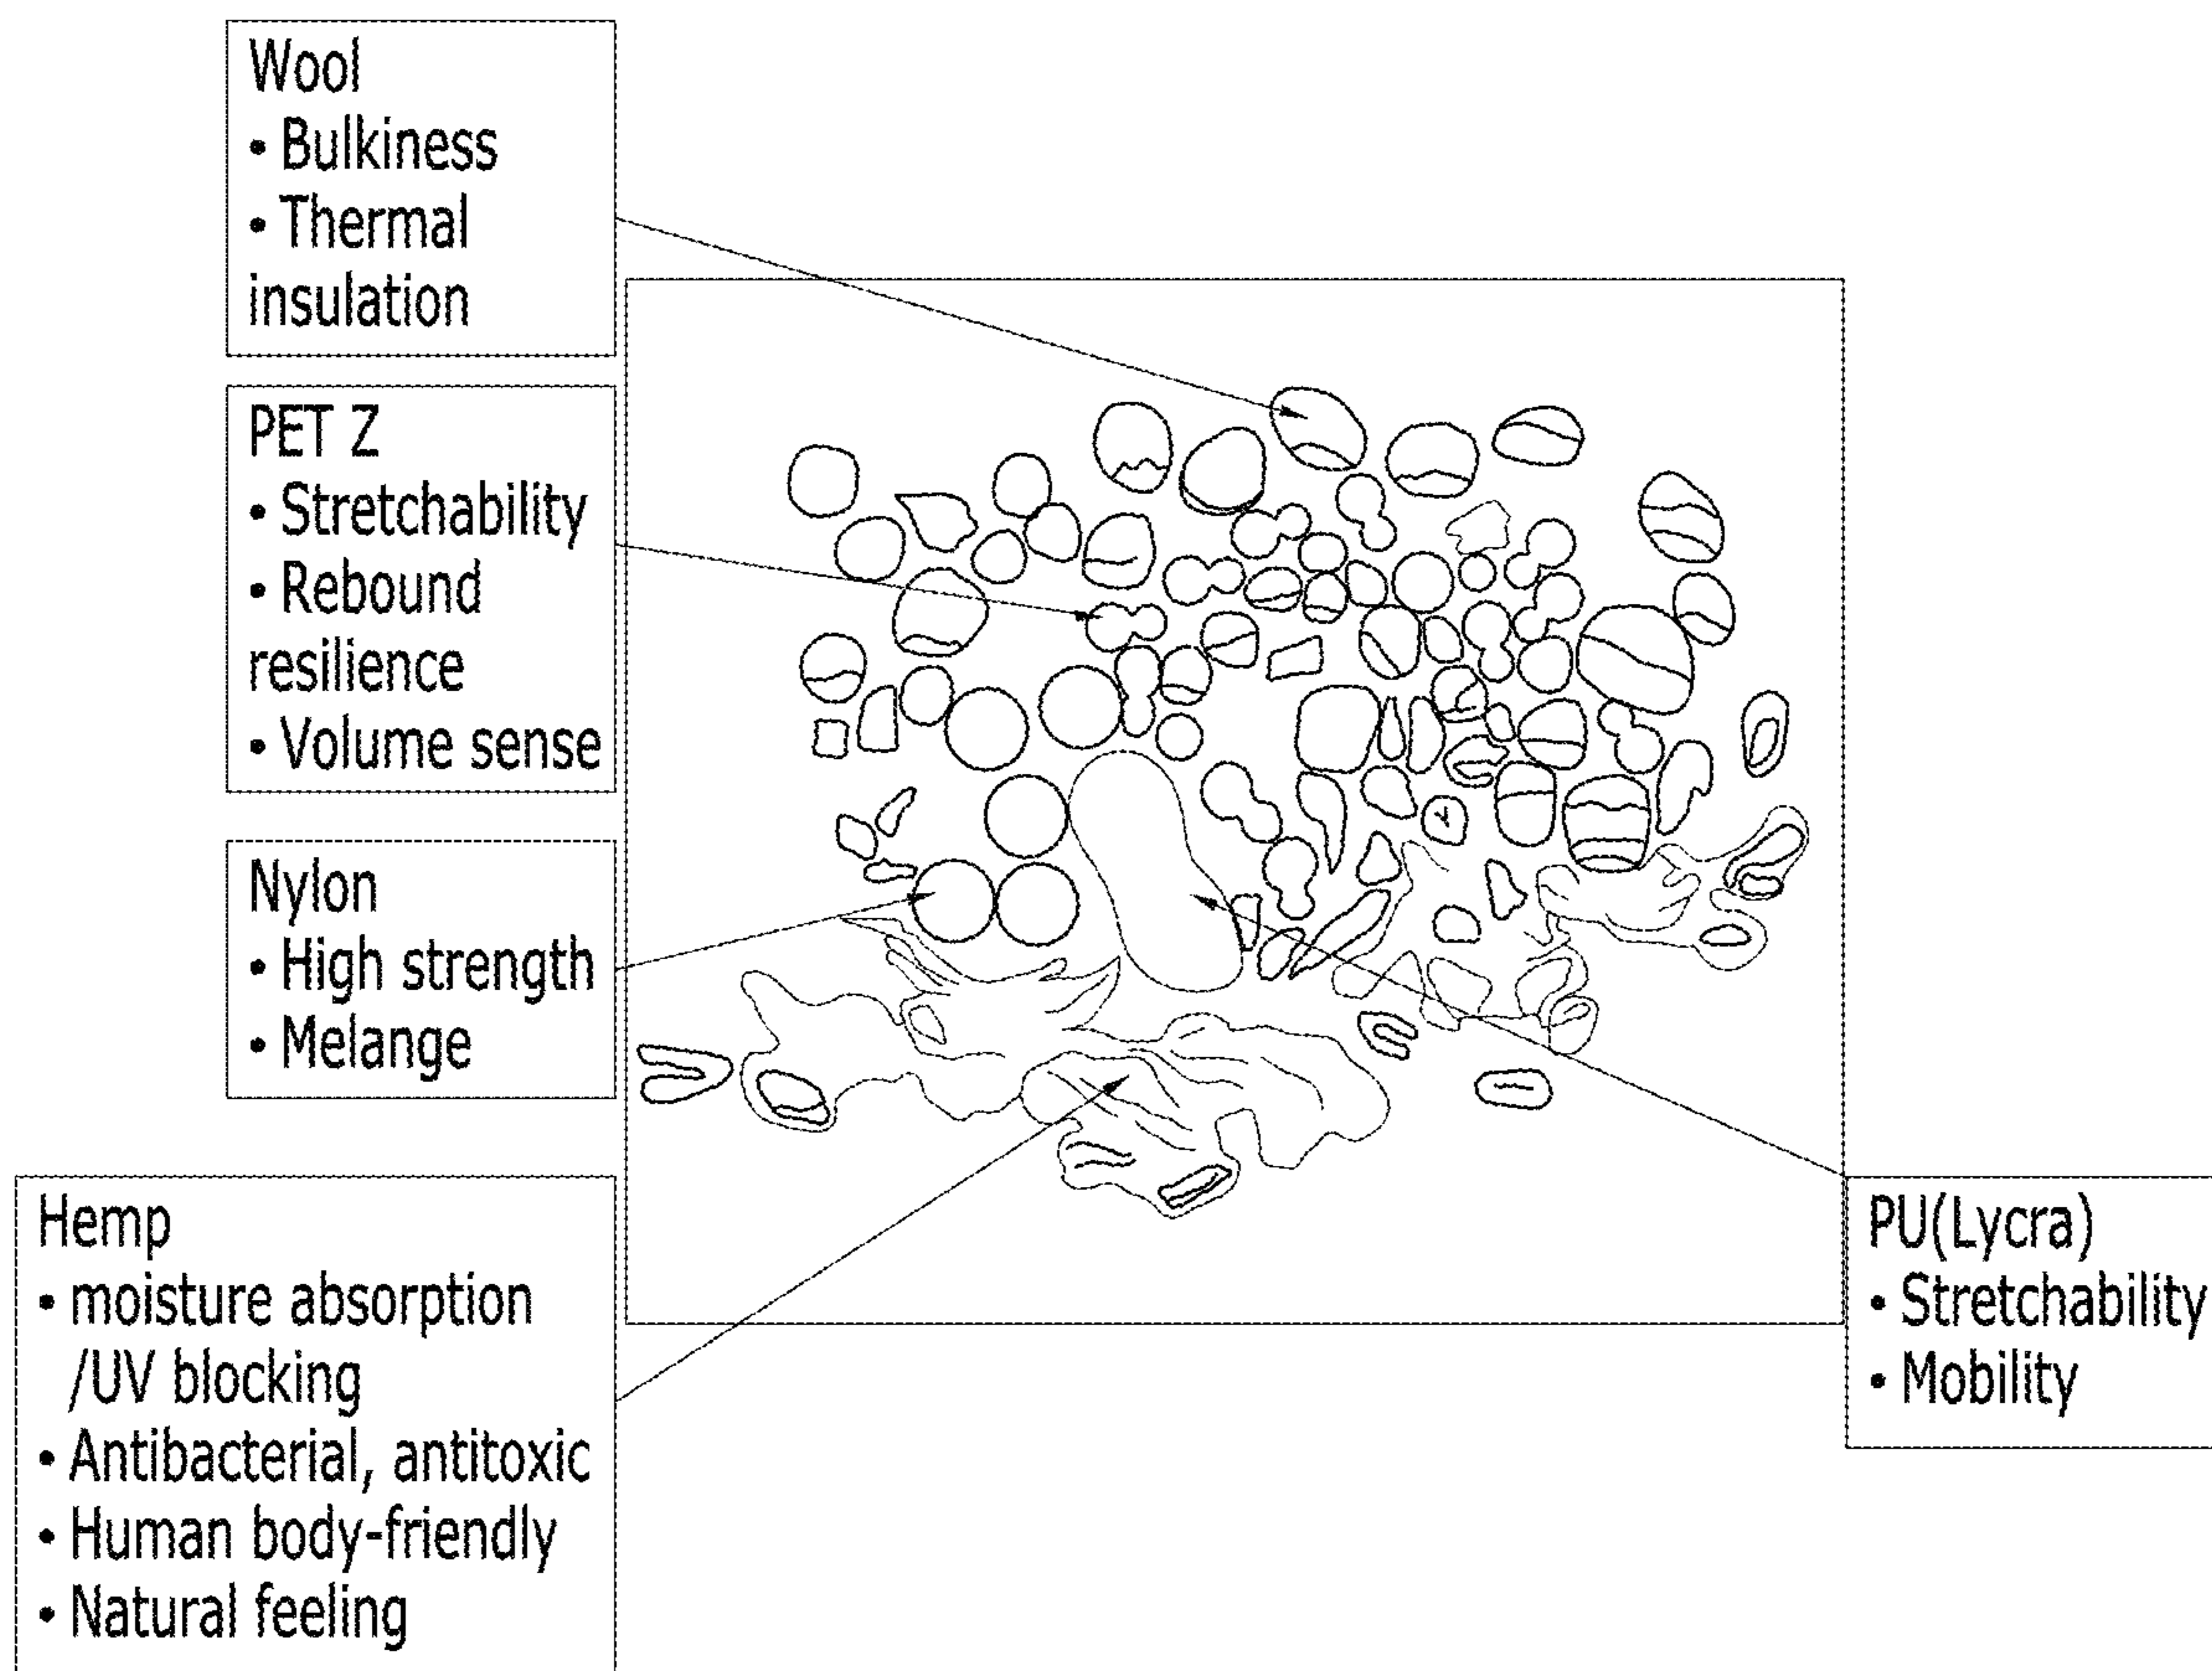 Wool
• Bulkiness
• Thermal
insulation
PET Z
• Stretchability
• Rebound
resilience
• Volume sense
Nylon
• High strength
• Melange
Hemp
• moisture absorption
/UV blocking
• Antibacterial, antitoxic
• Human body-friendly
• Natural feeling
PU(Lycra)
• Stretchability
• Mobility